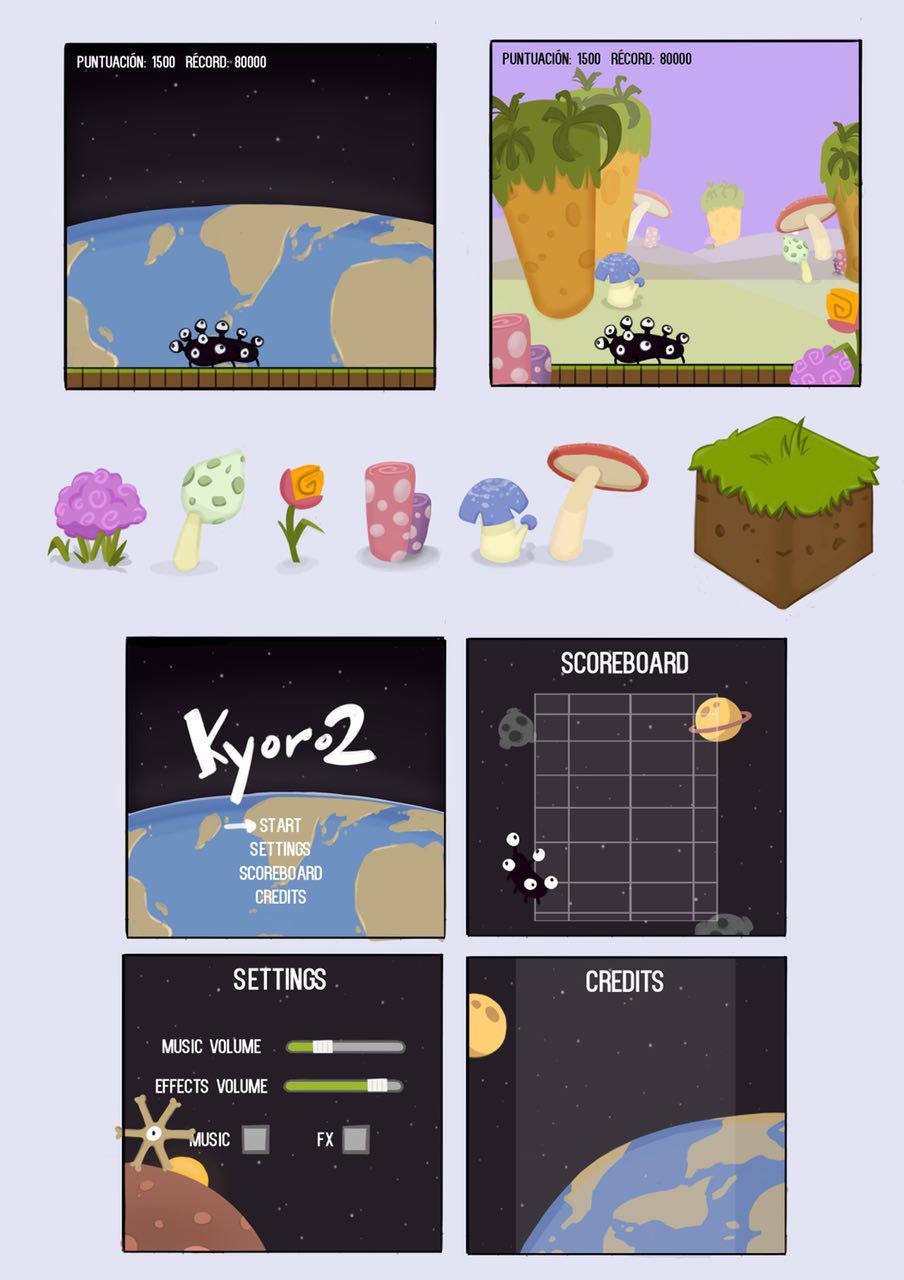 PUNTUACIÓN: 1500 RÉCORD: 80000
PUNTUACIÓN: 1500 RÉCORD: 80000
Kyoro2
START
SETTINGS
SCOREBOARD
CREDITS
SCOREBOARD
SETTINGS
MUSIC VOLUME
EFFECTS VOLUME
MUSIC FX
CREDITS